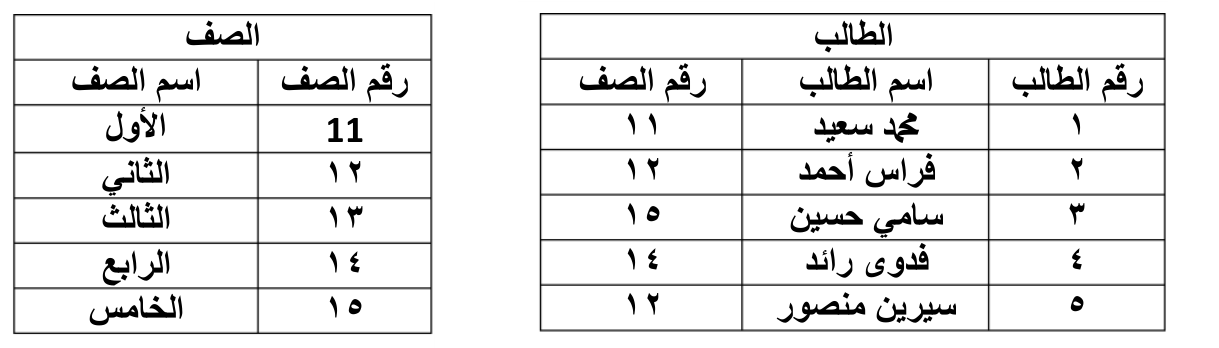 الطالب
رقم الطالب اسم الطالب رقم الصف
١ محمد سعيد ١١
٢ فراس أحمد ١٢
٣ سامي حسين ١٥
٤ فدوى رائد ١٤
٥ سيرين منصور ١٢
الصف
رقم الصف اسم الصف
11 الأول
١٢ الثاني
١٣ الثالث
١٤ الرابع
١٥ الخامس